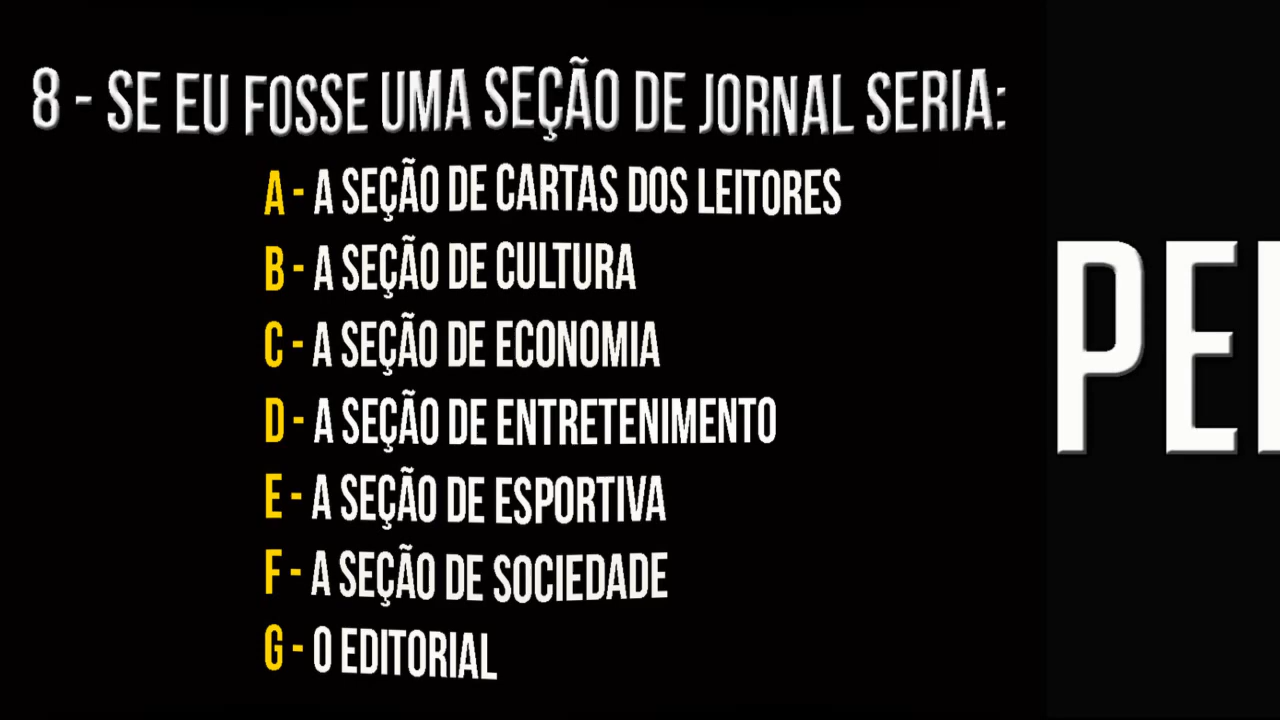 8 - SE EU FOSSE UMA SEÇÃO DE JORNAL SERIA:
A - A SEÇÃO DE CARTAS DOS LEITORES
B - A SEÇÃO DE CULTURA
C - A SEÇÃO DE ECONOMIA
D - A SEÇÃO DE ENTRETENIMENTO
E - A SEÇÃO DE ESPORTIVA
F - A SEÇÃO DE SOCIEDADE
G - O EDITORIAL